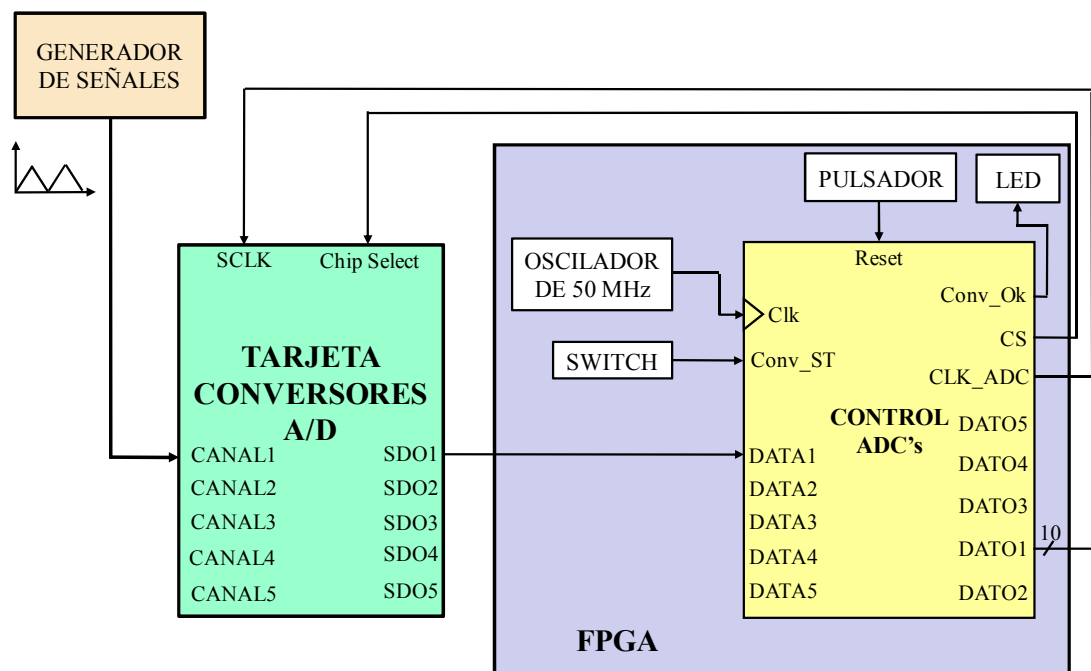 GENERADOR
DE SEÑALES
SCLK
Chip Select
TARJETA
CONVERSORES
A/D
CANAL1
CANAL2
CANAL3
CANAL4
CANAL5
SDO1
SDO2
SDO3
SDO4
SDO5
PULSADOR
LED
OSCILADOR
DE 50 MHz
SWITCH
Reset
Clk
Conv_ST
Conv_Ok
CS
CLK_ADC
CONTROL
ADC's
DATA1
DATA2
DATA3
DATA4
DATA5
DATO5
DATO4
DATO3
DATO1
DATO2
10
FPGA